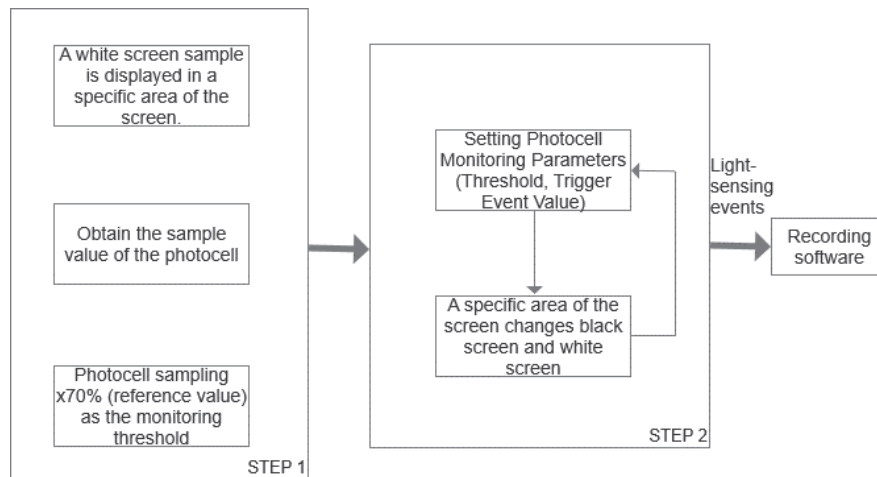 A white screen sample
is displayed in a
specific area of the
screen.
Obtain the sample
value of the photocell
Photocell sampling
x70% (reference value)
as the monitoring
threshold
STEP 1
Setting Photocell
Monitoring Parameters
(Threshold, Trigger
Event Value)
A specific area of the
screen changes black
screen and white
screen
STEP 2
Light-
sensing
events
Recording
software